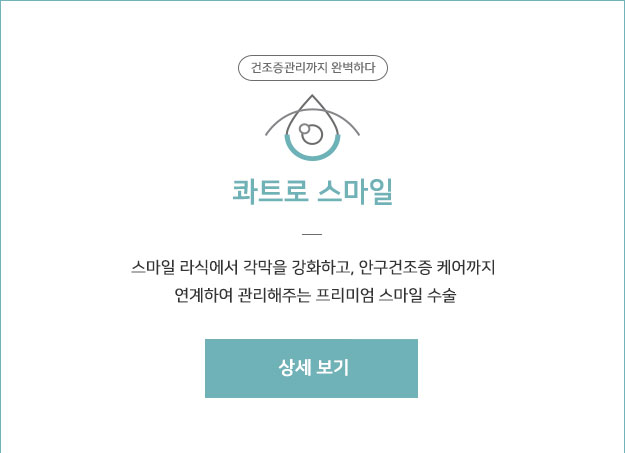 건조증관리까지 완벽하다
콰트로 스마일
스마일 라식에서 각막을 강화하고, 안구건조증 케어까지
연계하여 관리해주는 프리미엄 스마일 수술
상세 보기